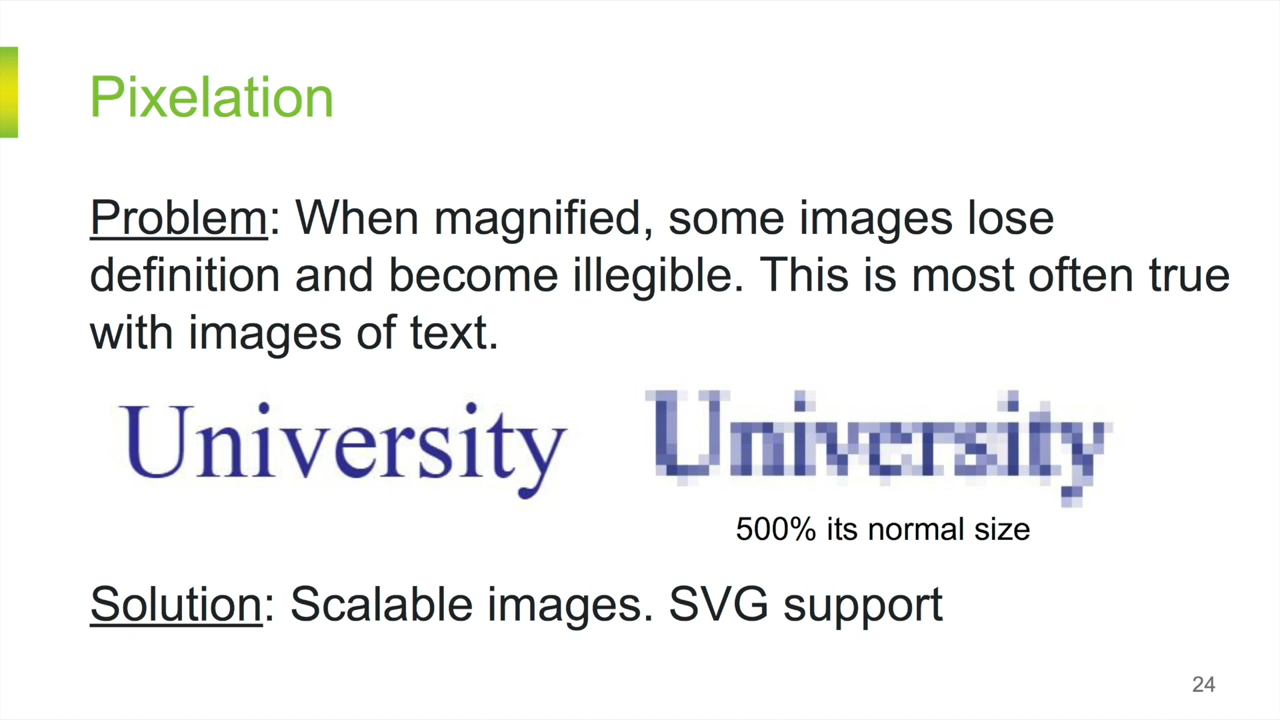 Pixelation
Problem: When magnified, some images lose
definition and become illegible. This is most often true
with images of text.
University
University
500% its normal size
Solution: Scalable images. SVG support
24